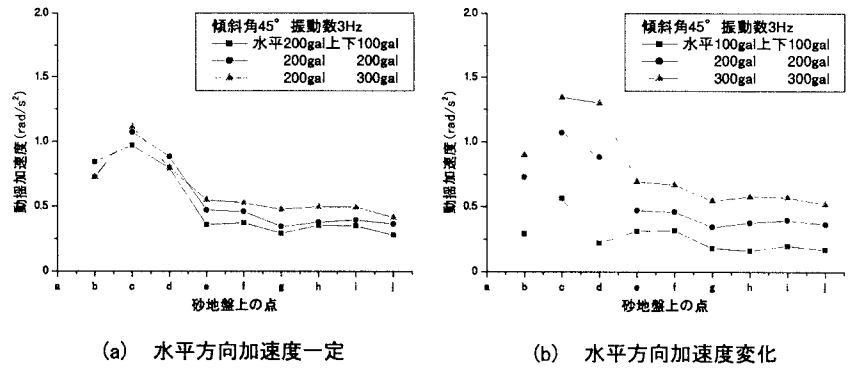 傾斜角45° 振動数3Hz
水平200gal上下100gal
200gal 200gal
200gal 300gal
2.0
1.5
1.0
0.5
0
動揺加速度(rad/s²)
a b c d e f g h i j
砂地盤上の点
(a) 水平方向加速度一定
傾斜角45° 振動数3Hz
水平100gal上下100gal
200gal 200gal
300gal 300gal
2.0
1.5
1.0
0.5
0
動揺加速度(rad/s²)
a b c d e f g h i j
砂地盤上の点
(b) 水平方向加速度変化